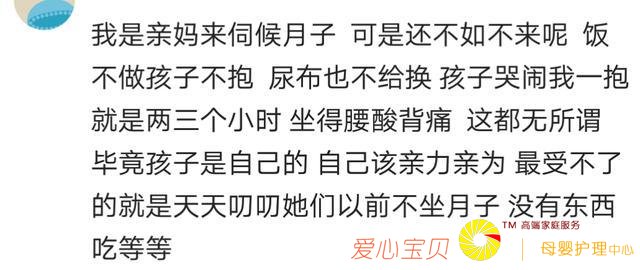 我是亲妈来伺候月子 可是还不如不来呢 饭
不做孩子不抱 尿布也不给换 孩子哭闹我一抱
就是两三个小时 坐得腰酸背痛 这都无所谓
毕竟孩子是自己的 自己该亲力亲为 最受不了
的就是天天叨叨她们以前不坐月子 没有东西
吃等等
爱心宝贝 TM 高端家庭服务 母婴护理中心